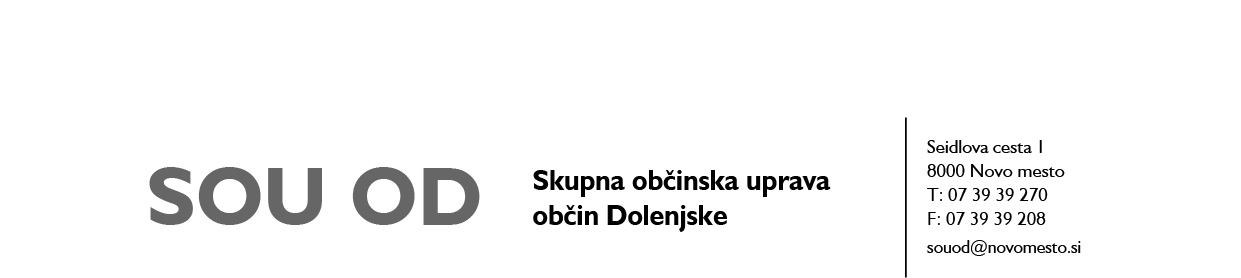 SOU OD
Skupna občinska uprava
občin Dolenjske
Seidlova cesta 1
8000 Novo mesto
T: 07 39 39 270
F: 07 39 39 208
souod@novomesto.si